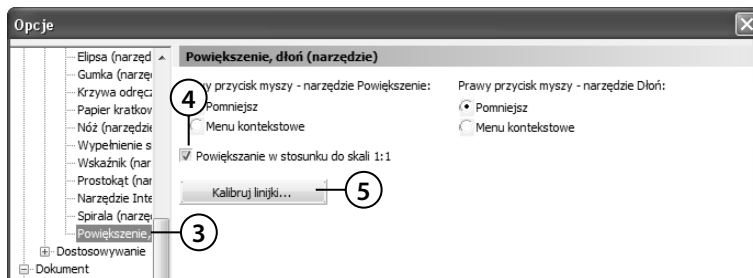 Opcje
Elipsa (narzęd
Gumka (narzę
Krzywa odręcz
Papier kratkow
Nóż (narzędzie
Wypełnienie s
Wskaźnik (nar
Prostokąt (nar
Narzędzie Inte
Spirala (narzę
Powiększenie,
Dostosowywanie
Dokument
3
Powiększenie, dłoń (narzędzie)
przycisk myszy - narzędzie Powiększenie:
Pomniejsz
Menu kontekstowe
Prawy przycisk myszy - narzędzie Dłoń:
Pomniejsz
Menu kontekstowe
4
Powiększanie w stosunku do skali 1:1
Kalibruj linijki...
5